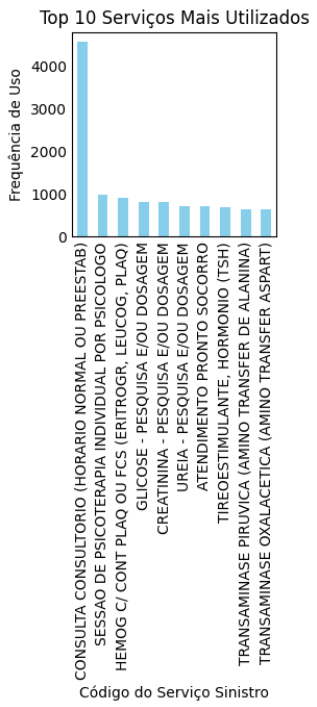 Top 10 Serviços Mais Utilizados
Frequência de Uso
4000
3000
2000
1000
0
CONSULTA CONSULTORIO (HORARIO NORMAL OU PREESTAB)
SESSAO DE PSICOTERAPIA INDIVIDUAL POR PSICOLOGO
HEMOG C/ CONT PLAQ OU FCS (ERITROGR, LEUCOG, PLAQ)
GLICOSE - PESQUISA E/OU DOSAGEM
CREATININA - PESQUISA E/OU DOSAGEM
UREIA - PESQUISA E/OU DOSAGEM
ATENDIMENTO PRONTO SOCORRO
TIREOESTIMULANTE, HORMONIO (TSH)
TRANSAMINASE PIRUVICA (AMINO TRANSFER DE ALANINA)
TRANSAMINASE OXALACETICA (AMINO TRANSFER ASPART)
Código do Serviço Sinistro